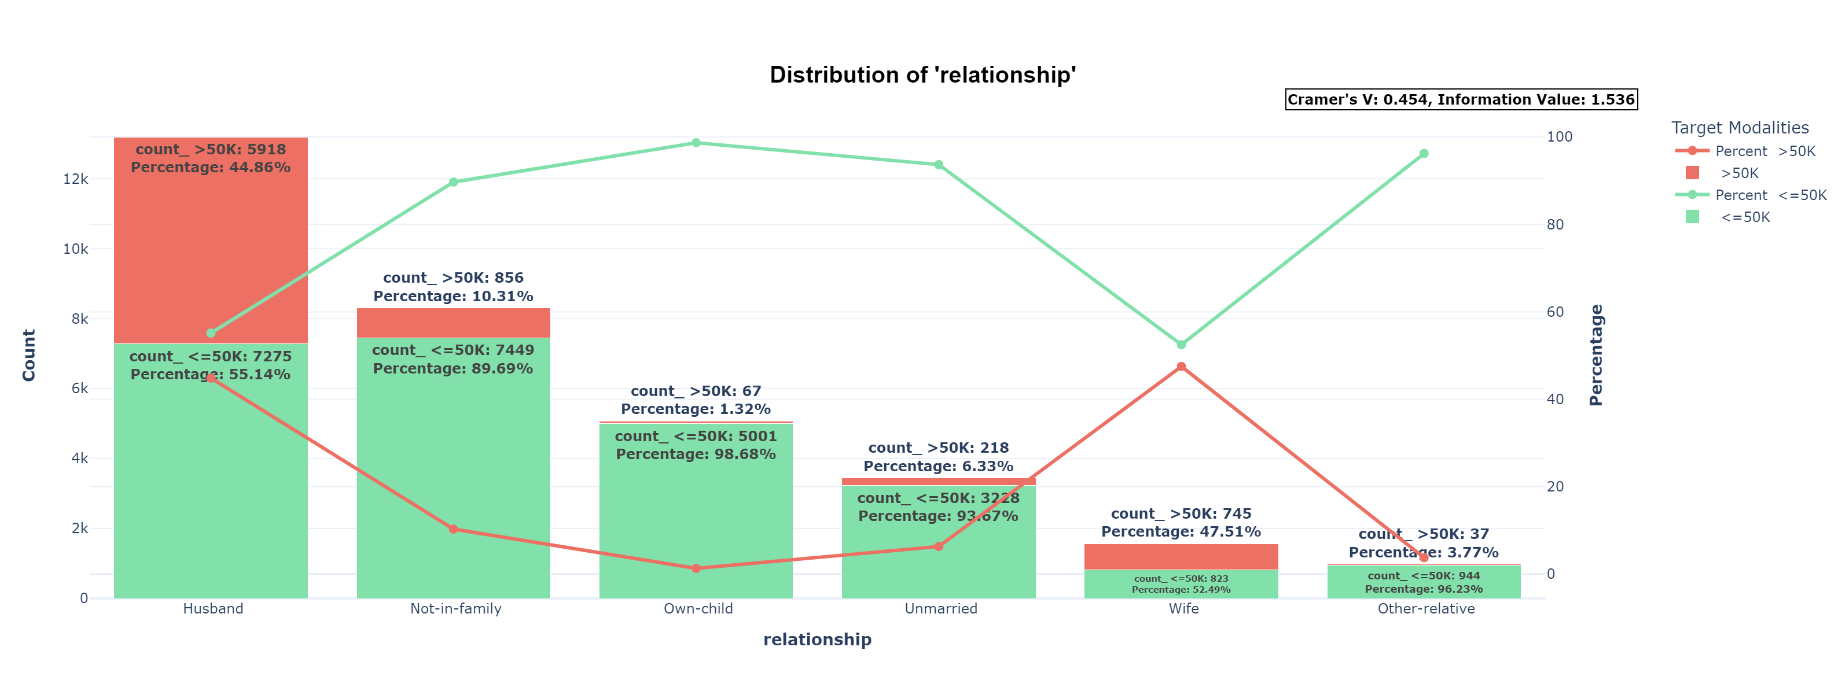 Distribution of 'relationship'
Cramer's V: 0.454, Information Value: 1.536
Target Modalities
Percent  >50K
>50K
Percent  <=50K
<=50K
Count
12k
10k
8k
6k
4k
2k
0
count_ >50K: 5918
Percentage: 44.86%
count_ <=50K: 7275
Percentage: 55.14%
count_ >50K: 856
Percentage: 10.31%
count_ <=50K: 7449
Percentage: 89.69%
count_ >50K: 67
Percentage: 1.32%
count_ <=50K: 5001
Percentage: 98.68%
count_ >50K: 218
Percentage: 6.33%
count_ <=50K: 3228
Percentage: 93.67%
count_ >50K: 745
Percentage: 47.51%
count_ <=50K: 823
Percentage: 52.49%
count_ >50K: 37
Percentage: 3.77%
count_ <=50K: 944
Percentage: 96.23%
100
80
60
40
20
0
Percentage
Husband
Not-in-family
Own-child
Unmarried
Wife
Other-relative
relationship